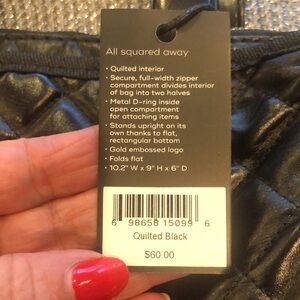 All squared away
• Quilted interior
• Secure, full-width zipper
compartment divides interior
of bag into two halves
• Metal D-ring inside
open compartment
for attaching items
• Stands upright on its
own thanks to flat,
rectangular bottom
• Gold embossed logo
• Folds flat
• 10.2" W x 9" H x 6" D
6 98658 15099 6
Quilted Black
$60.00